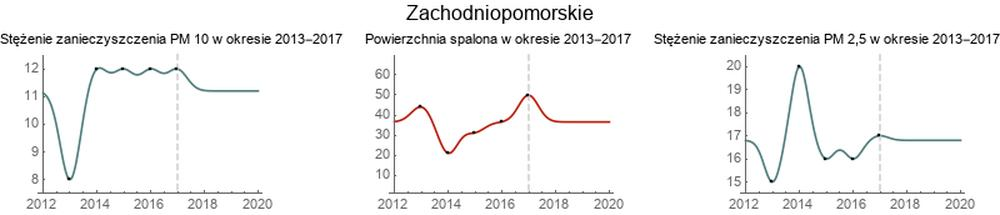 Zachodniopomorskie
Stężenie zanieczyszczenia PM 10 w okresie 2013–2017
12
11
10
9
8
2012 2014 2016 2018 2020
Powierzchnia spalona w okresie 2013–2017
60
50
40
30
20
10
2012 2014 2016 2018 2020
Stężenie zanieczyszczenia PM 2,5 w okresie 2013–2017
20
19
18
17
16
15
2012 2014 2016 2018 2020